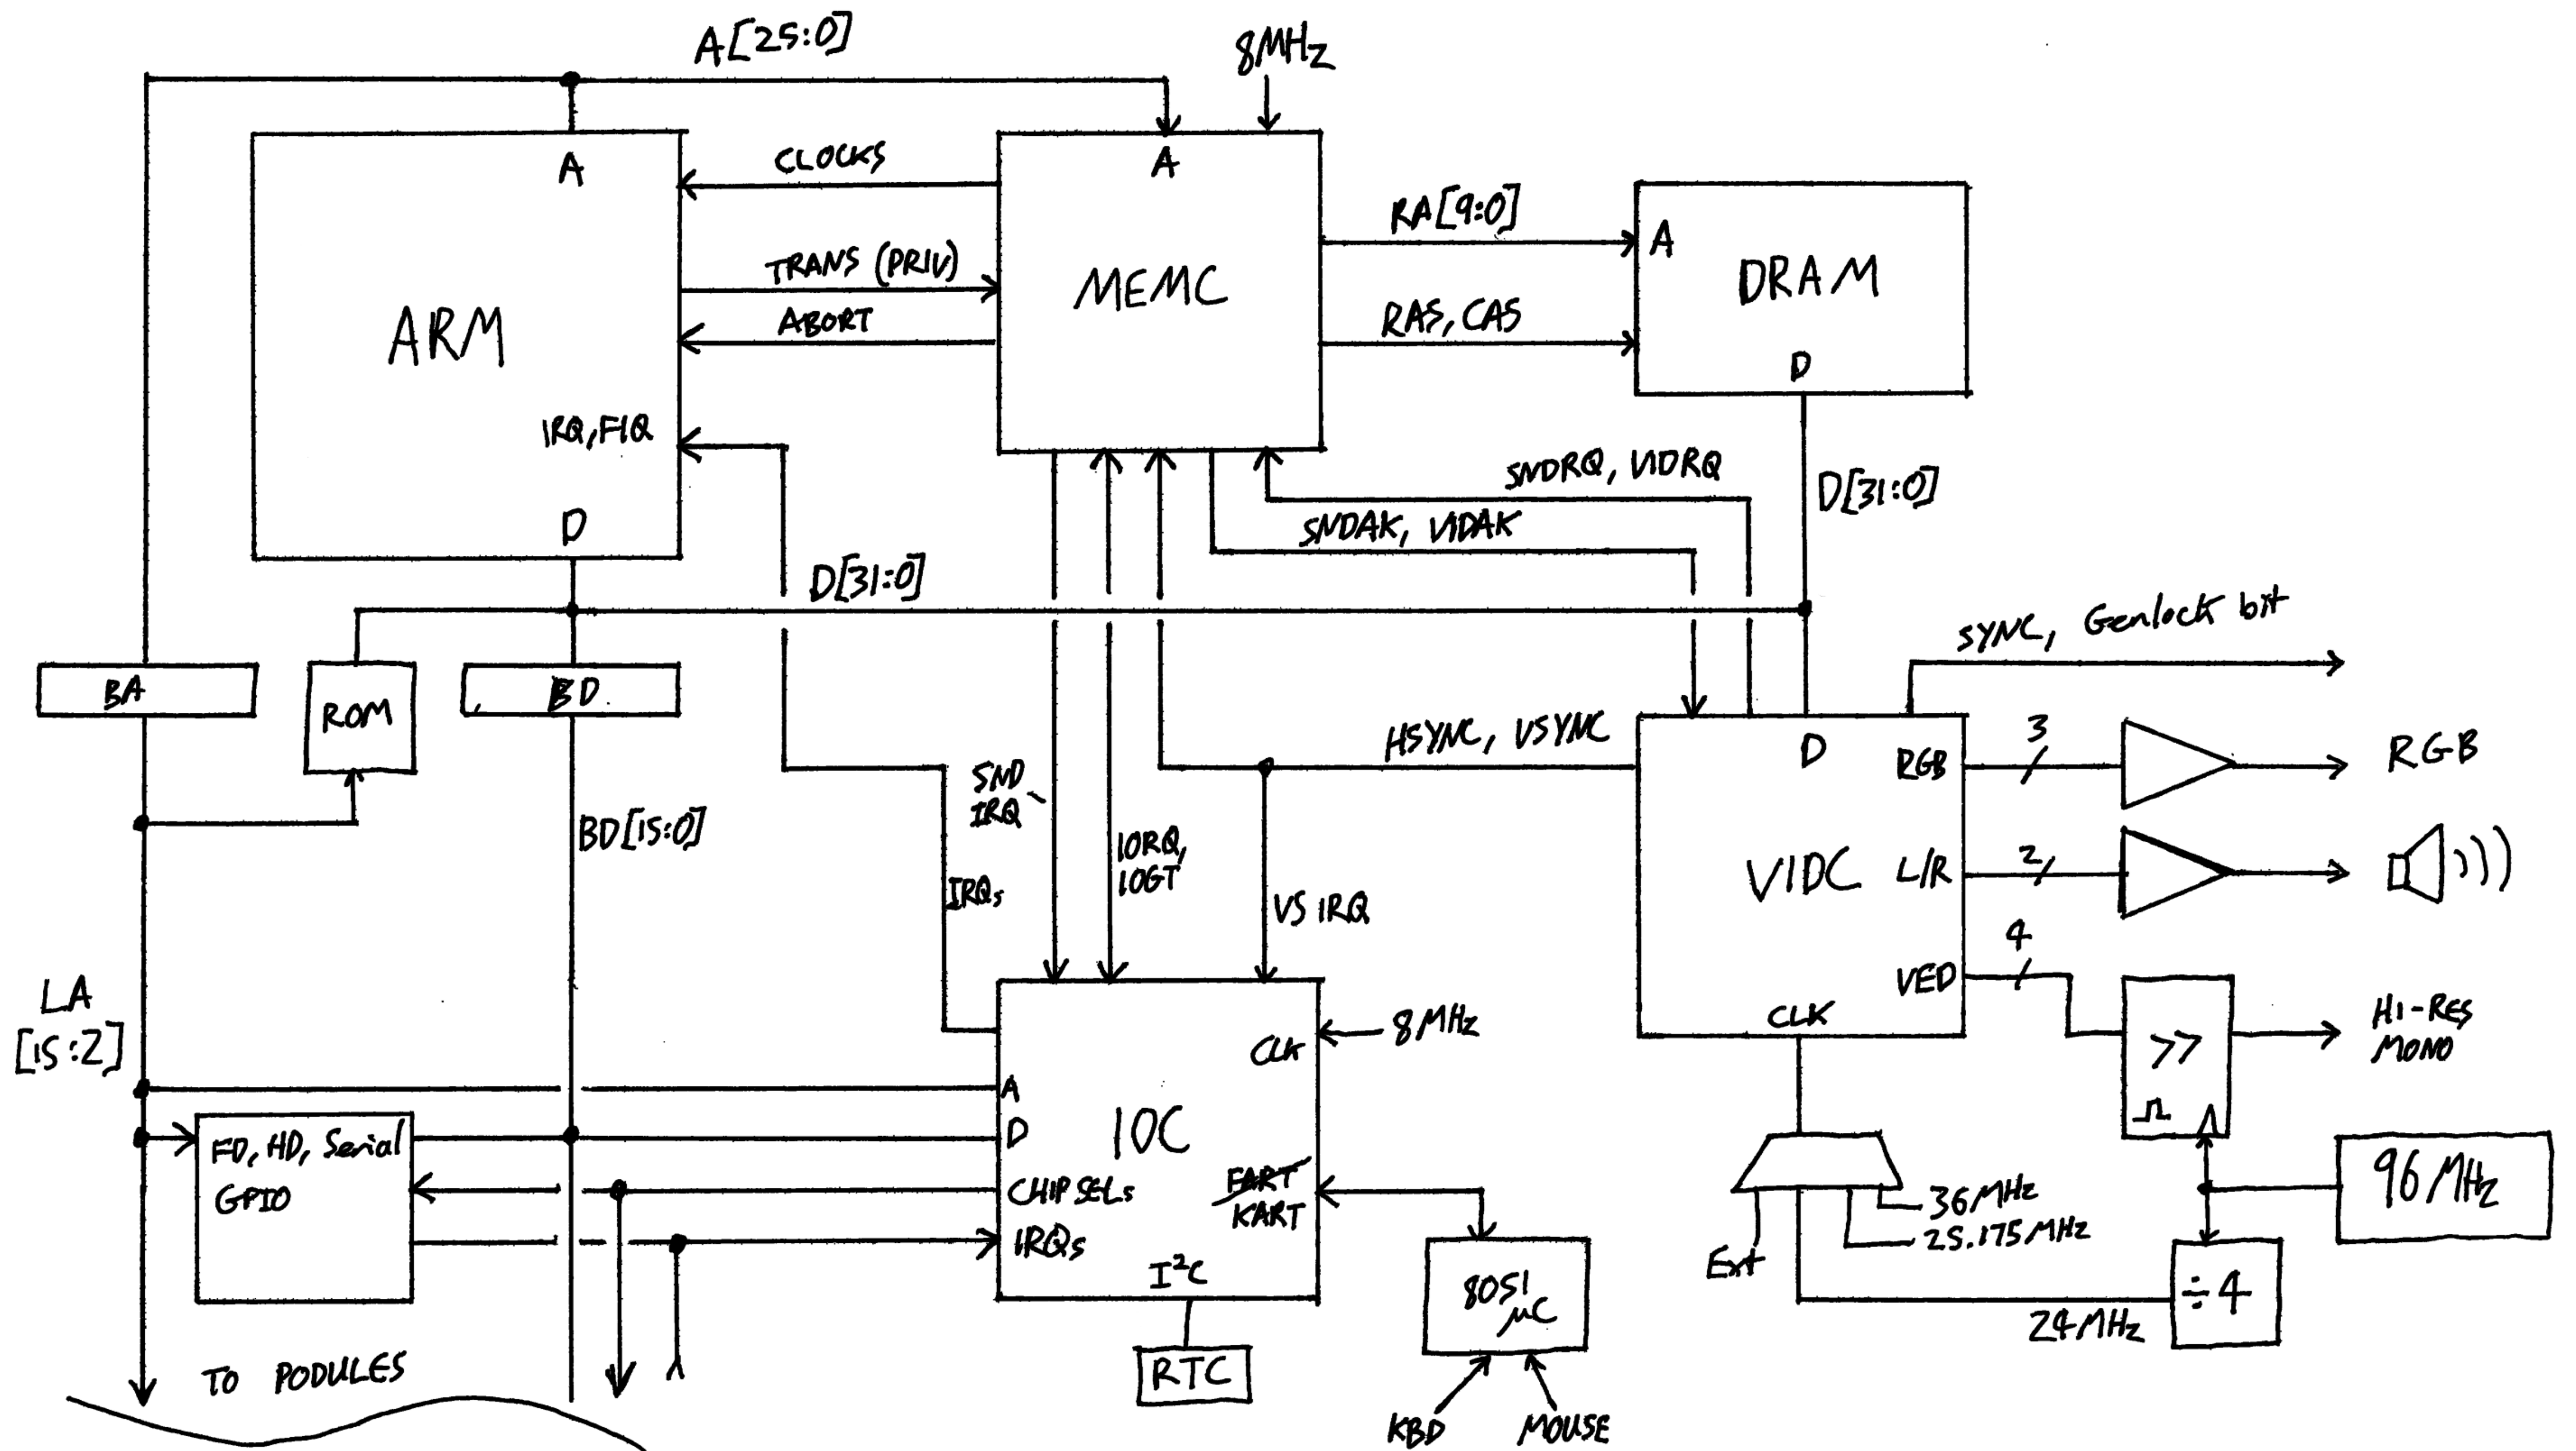 A[25:0]
8MHz
A
CLOCKS
TRANS (PRIV)
ABORT
ARM
IRQ, FIQ
D
A
MEMC
RA[9:0]
RAS, CAS
A
DRAM
D
SNDRQ, VIDRQ
SNDAK, VIDAK
D[31:0]
D[31:0]
SYNC, Genlock bit
BA
ROM
BD
BD[15:0]
SND
IRQ
IRQs
IORQ,
IOGT
HSYNC, VSYNC
VS IRQ
D
RGB
3
RGB
VIDC
L/R
2
VED
4
CLK
HI-RES
MONO
>>
96MHz
÷4
24MHz
36MHz
25.175MHz
Ext
LA
[15:2]
FD, HD, Serial
GPIO
A
D
CHIP SELs
IRQs
IOC
CLK
8MHz
FART
KART
I²C
RTC
8051
µC
KBD
MOUSE
TO PODULES